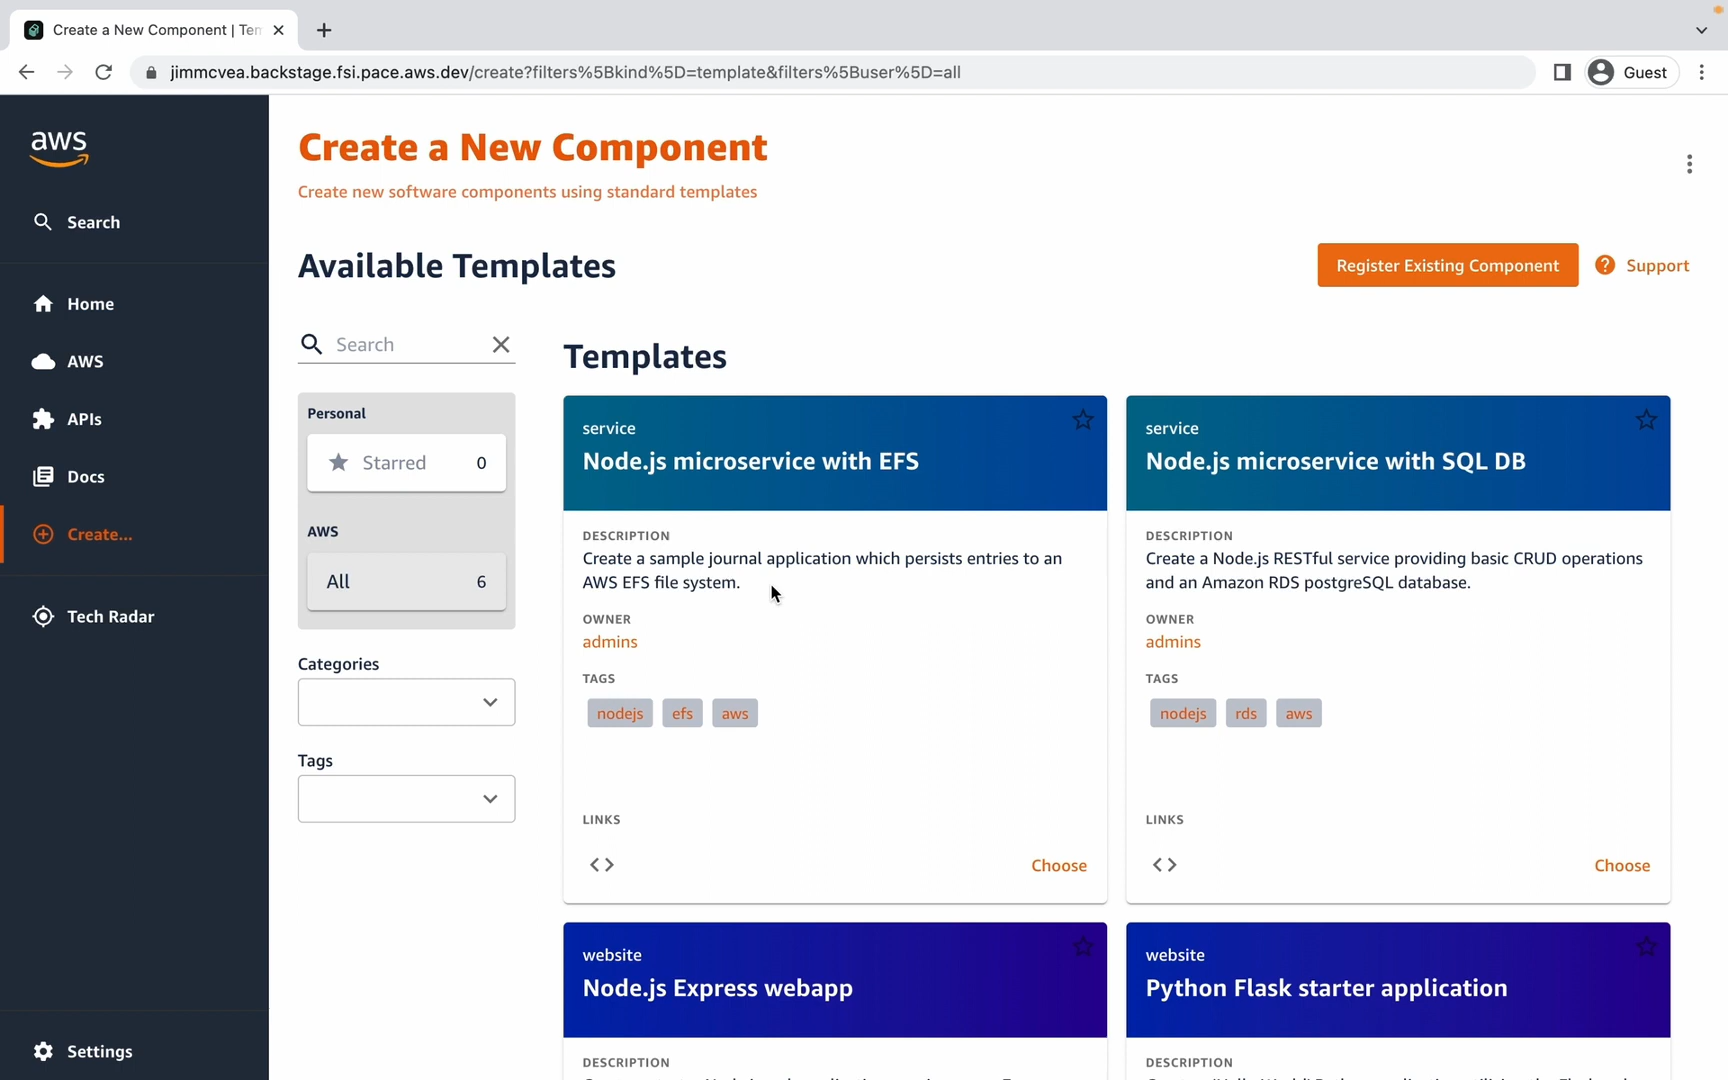 Create a New Component | Tem
jimmcvea.backstage.fsi.pace.aws.dev/create?filters%5Bkind%5D=template&filters%5Buser%5D=all
Guest
aws
Search
Home
AWS
APIs
Docs
Create...
Tech Radar
Settings
Create a New Component
Create new software components using standard templates
Available Templates
Register Existing Component
Support
Search
Personal
Starred 0
AWS
All 6
Categories
Tags
Templates
service
Node.js microservice with EFS
DESCRIPTION
Create a sample journal application which persists entries to an
AWS EFS file system.
OWNER
admins
TAGS
nodejs efs aws
LINKS
Choose
service
Node.js microservice with SQL DB
DESCRIPTION
Create a Node.js RESTful service providing basic CRUD operations
and an Amazon RDS postgreSQL database.
OWNER
admins
TAGS
nodejs rds aws
LINKS
Choose
website
Node.js Express webapp
DESCRIPTION
website
Python Flask starter application
DESCRIPTION